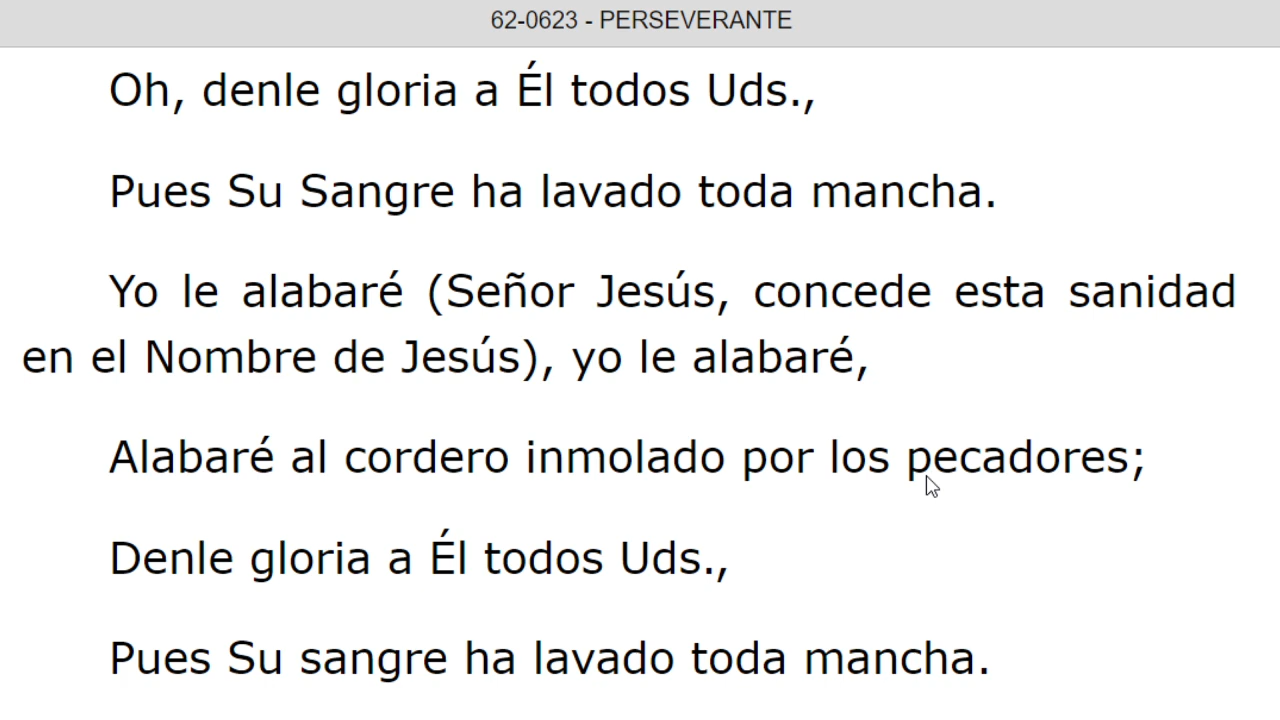 62-0623 - PERSEVERANTE
Oh, denle gloria a Él todos Uds.,
Pues Su Sangre ha lavado toda mancha.
Yo le alabaré (Señor Jesús, concede esta sanidad
en el Nombre de Jesús), yo le alabaré,
Alabaré al cordero inmolado por los pecadores;
Denle gloria a Él todos Uds.,
Pues Su sangre ha lavado toda mancha.